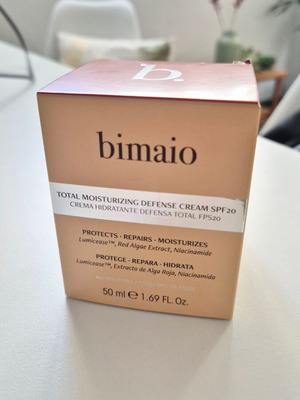 b.
bimaio
TOTAL MOISTURIZING DEFENSE CREAM SPF20
CREMA HIDRATANTE DEFENSA TOTAL FPS20
PROTECTS - REPAIRS - MOISTURIZES
Lumicease™, Red Algae Extract, Niacinamide
PROTEGE - REPARA - HIDRATA
Lumicease™, Extracto de Alga Roja, Niacinamida
50 ml ℮ 1.69 FL. Oz.